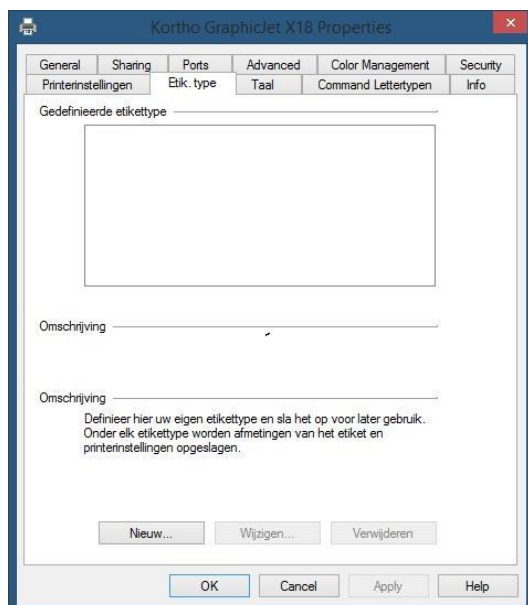 Kortho GraphicJet X18 Properties
General Sharing Ports Advanced Color Management Security
Printerinstellingen Etik. type Taal Command Lettertypen Info
Gedefinieerde etikettype
Omschrijving
Omschrijving
Definieer hier uw eigen etikettype en sla het op voor later gebruik.
Onder elk etikettype worden afmetingen van het etiket en
printerinstellingen opgeslagen.
Nieuw... Wijzigen... Verwijderen
OK Cancel Apply Help